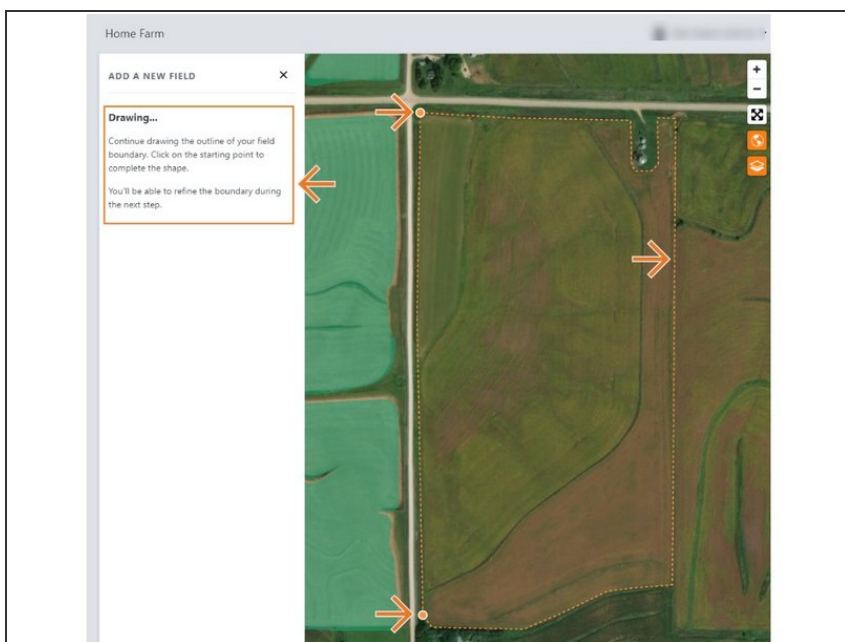 Home Farm
ADD A NEW FIELD ×
Drawing...
Continue drawing the outline of your field
boundary. Click on the starting point to
complete the shape.
You'll be able to refine the boundary during
the next step.
+
−